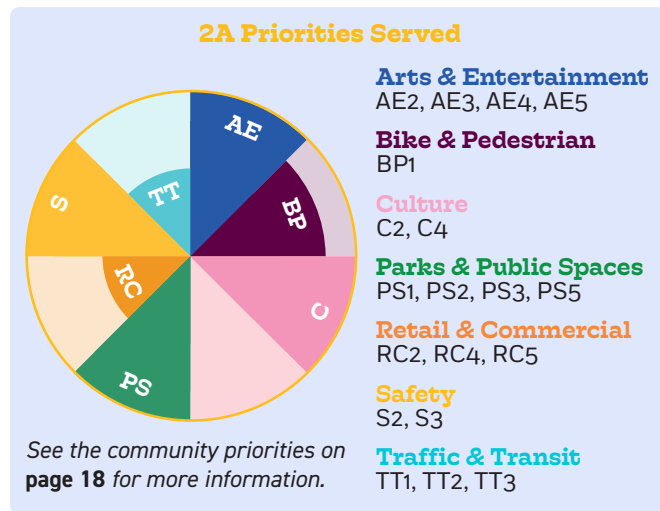 2A Priorities Served
AE
BP
C
PS
RC
S
TT
Arts & Entertainment
AE2, AE3, AE4, AE5
Bike & Pedestrian
BP1
Culture
C2, C4
Parks & Public Spaces
PS1, PS2, PS3, PS5
Retail & Commercial
RC2, RC4, RC5
Safety
S2, S3
Traffic & Transit
TT1, TT2, TT3
See the community priorities on
page 18 for more information.